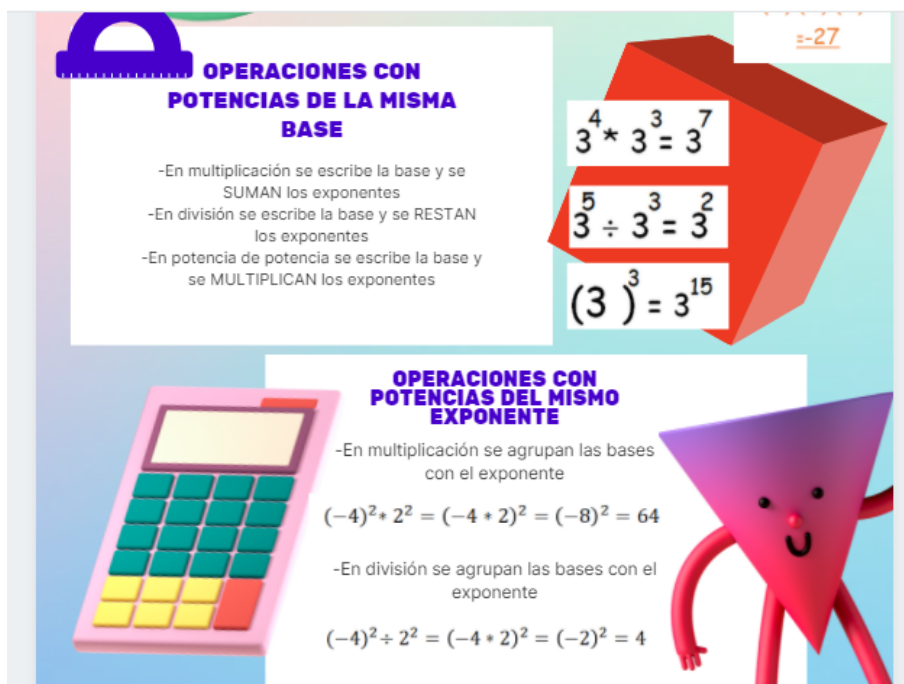 =-27
OPERACIONES CON
POTENCIAS DE LA MISMA
BASE
-En multiplicación se escribe la base y se
SUMAN los exponentes
-En división se escribe la base y se RESTAN
los exponentes
-En potencia de potencia se escribe la base y
se MULTIPLICAN los exponentes
3⁴* 3³= 3⁷
3⁵ ÷ 3³= 3²
(3 )³= 3¹⁵
OPERACIONES CON
POTENCIAS DEL MISMO
EXPONENTE
-En multiplicación se agrupan las bases
con el exponente
(−4)²* 2² = (−4 * 2)² = (−8)² = 64
-En división se agrupan las bases con el
exponente
(−4)²÷ 2² = (−4 * 2)² = (−2)² = 4